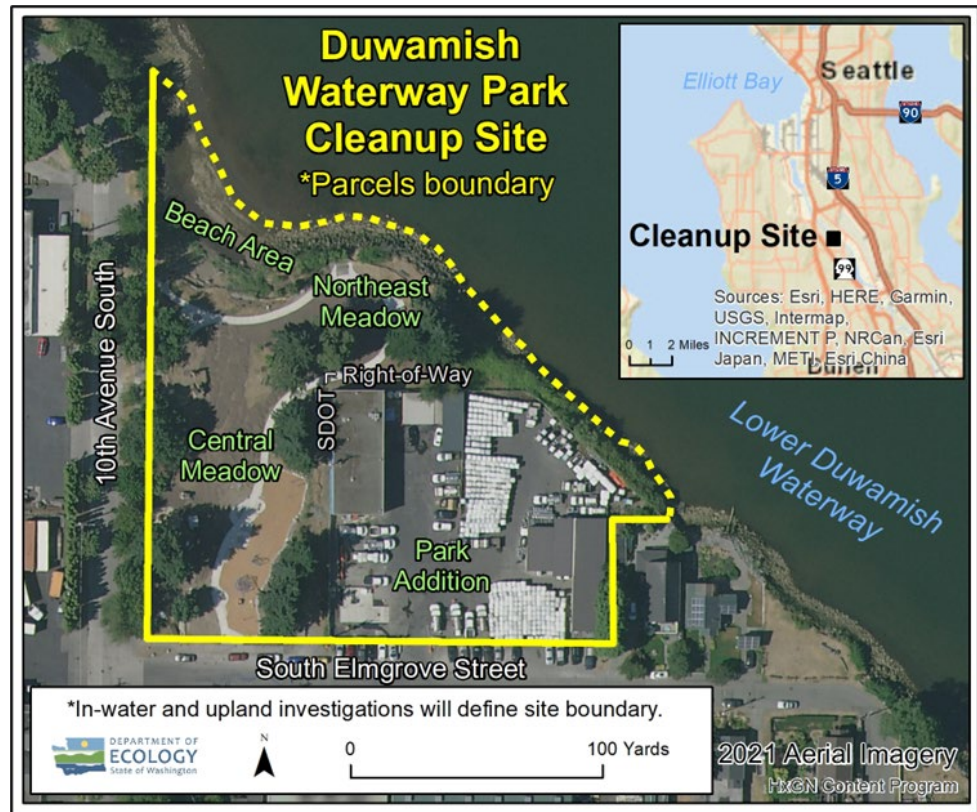 Duwamish
Waterway Park
Cleanup Site
*Parcels boundary
Elliott Bay
Seattle
90
5
Cleanup Site
99
Sources: Esri, HERE, Garmin,
USGS, Intermap,
INCREMENT P, NRCan, Esri
Japan, METI, Esri China
0 1 2 Miles
Burien
Beach Area
Northeast
Meadow
10th Avenue South
Right-of-Way
SDOT
Central
Meadow
Park
Addition
Lower Duwamish
Waterway
South Elmgrove Street
*In-water and upland investigations will define site boundary.
DEPARTMENT OF
ECOLOGY
State of Washington
N
0 100 Yards
2021 Aerial Imagery
HxGN Content Program